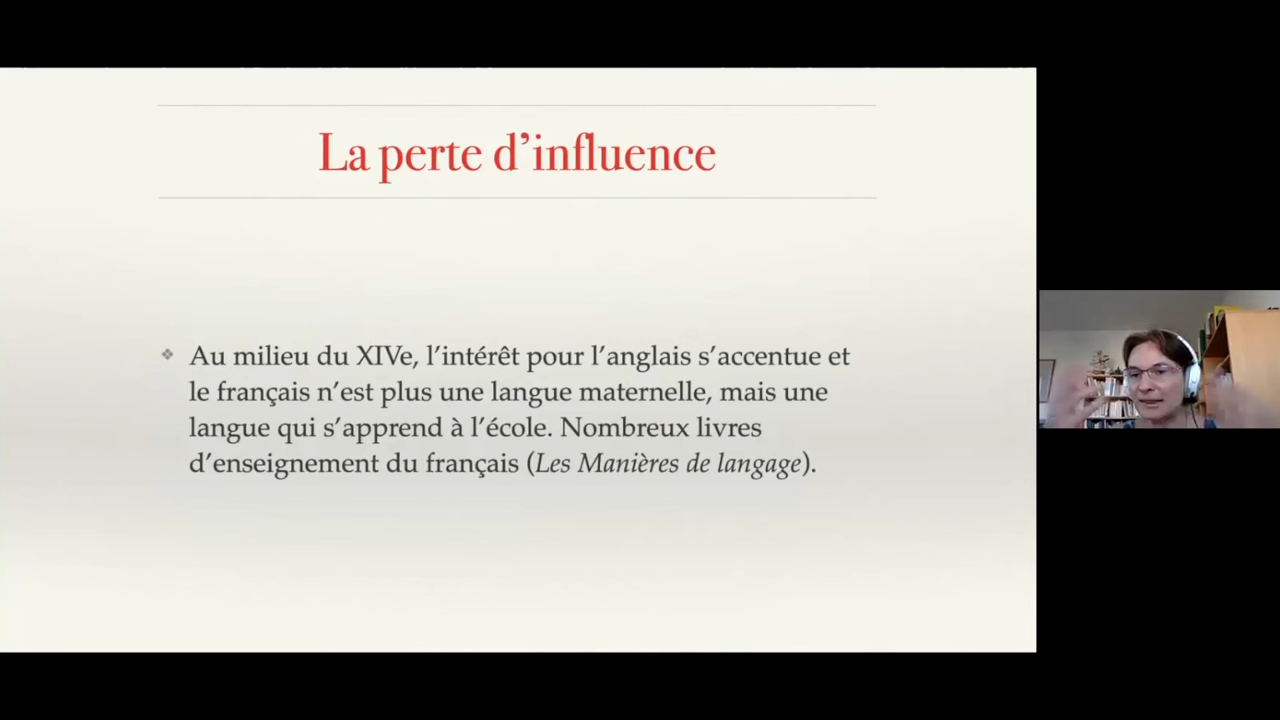 La perte d’influence
Au milieu du XIVe, l’intérêt pour l’anglais s’accentue et
le français n’est plus une langue maternelle, mais une
langue qui s’apprend à l’école. Nombreux livres
d’enseignement du français (Les Manières de langage).